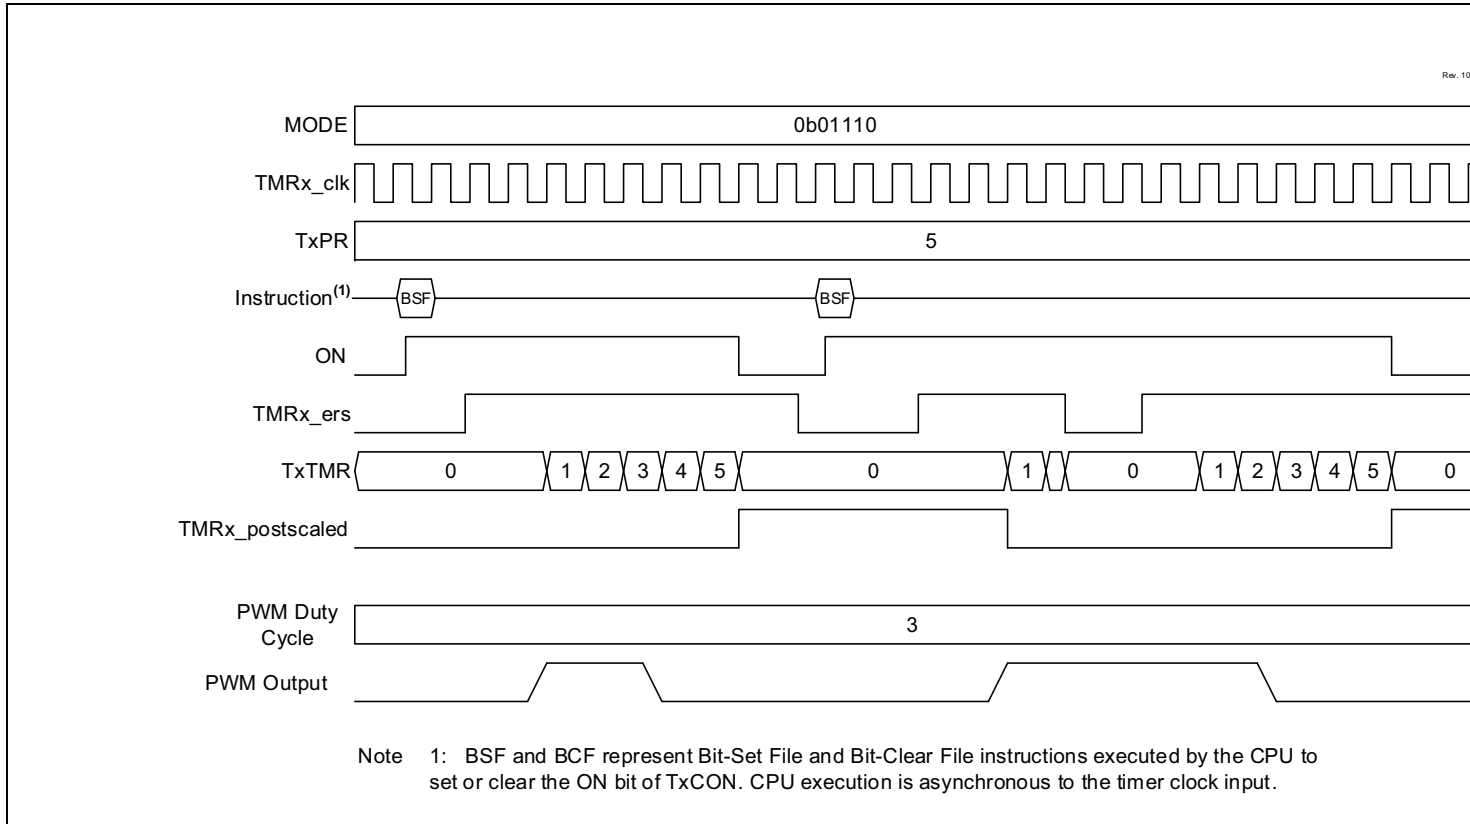 Rev. 10
MODE 0b01110
TMRx_clk
TxPR 5
Instruction(1) BSF BSF
ON
TMRx_ers
TxTMR 0 1 2 3 4 5 0 1 0 1 2 3 4 5 0
TMRx_postscaled
PWM Duty
Cycle 3
PWM Output
Note 1: BSF and BCF represent Bit-Set File and Bit-Clear File instructions executed by the CPU to
set or clear the ON bit of TxCON. CPU execution is asynchronous to the timer clock input.